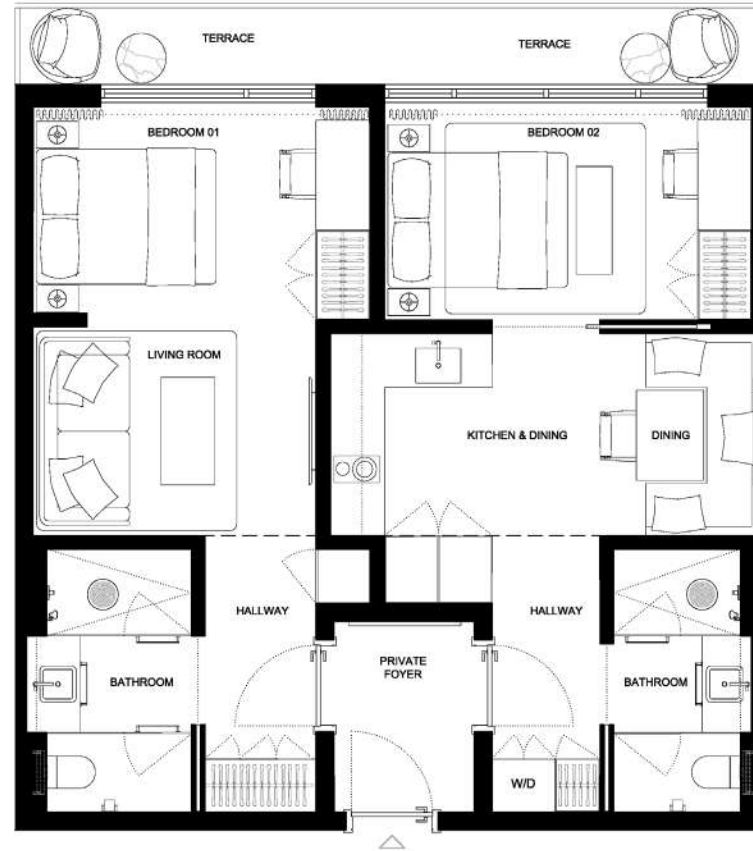 TERRACE
TERRACE
BEDROOM 01
BEDROOM 02
LIVING ROOM
KITCHEN & DINING
DINING
HALLWAY
HALLWAY
PRIVATE
FOYER
BATHROOM
BATHROOM
W/D